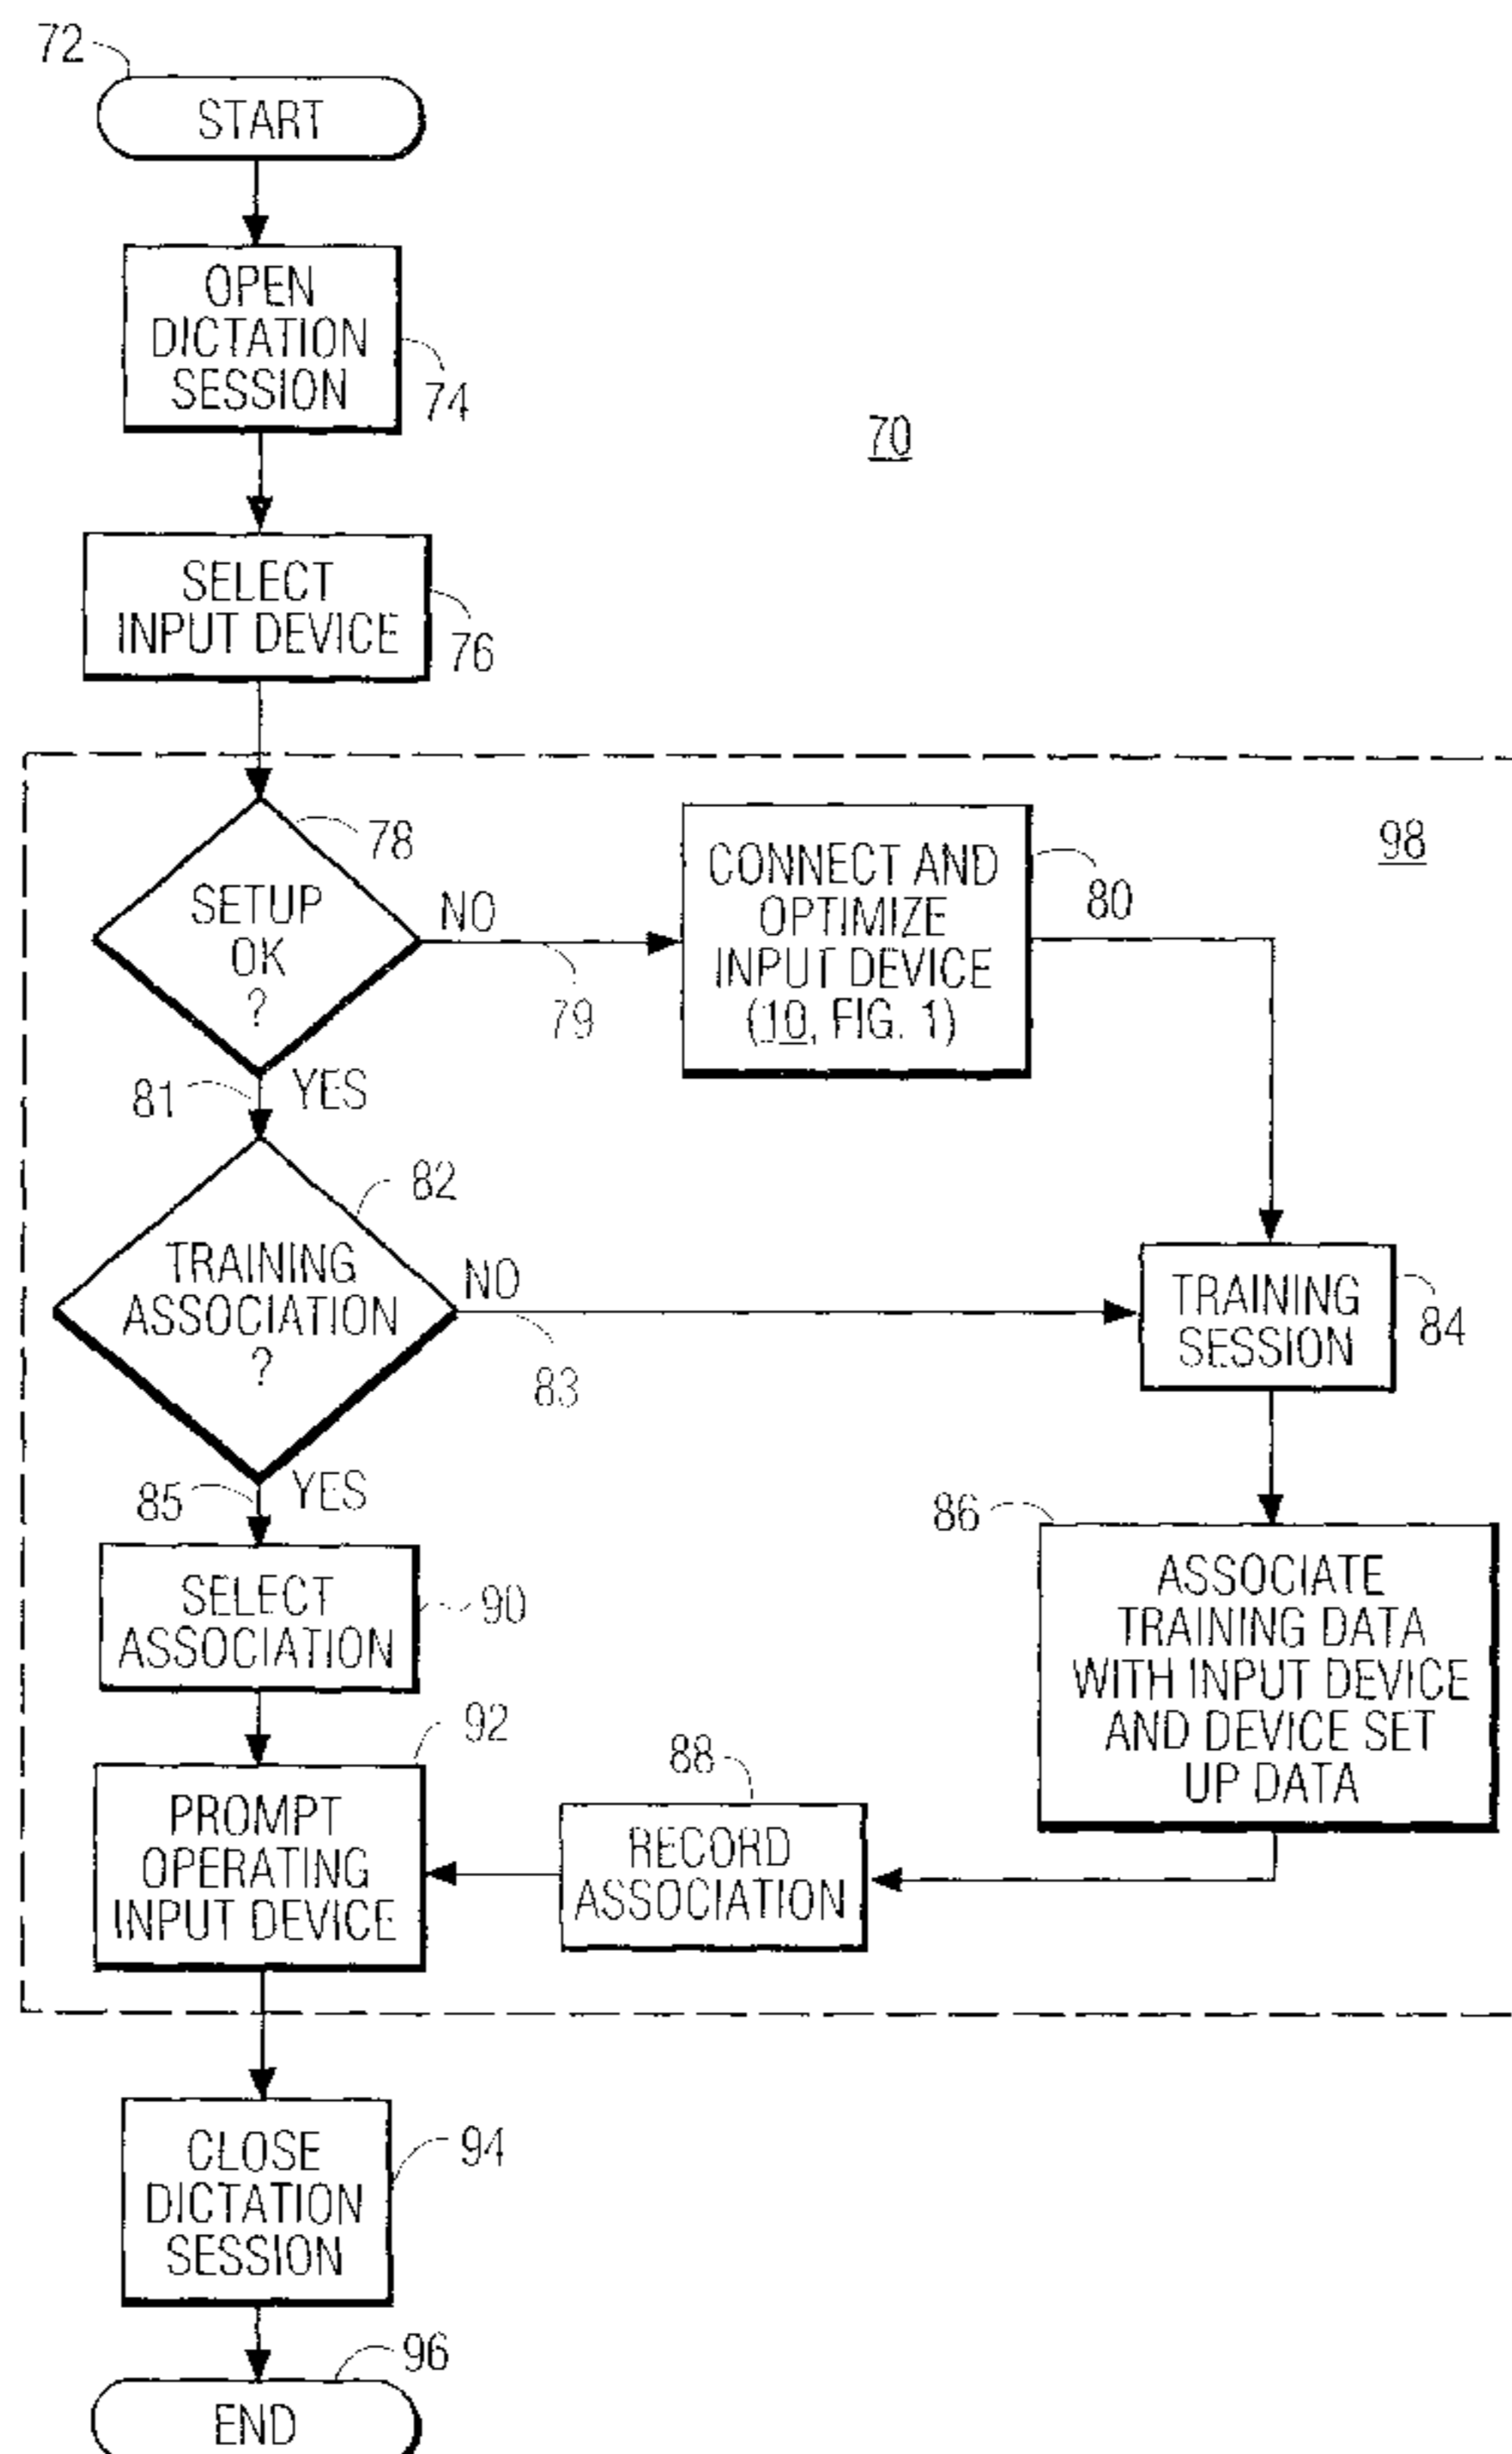 72
START
OPEN
DICTATION
SESSION
74
70
SELECT
INPUT DEVICE
76
78
SETUP
OK
?
NO
79
CONNECT AND
OPTIMIZE
INPUT DEVICE
(10, FIG. 1)
80
98
81
YES
82
TRAINING
ASSOCIATION
?
NO
83
TRAINING
SESSION
84
85
YES
86
ASSOCIATE
TRAINING DATA
WITH INPUT DEVICE
AND DEVICE SET
UP DATA
SELECT
ASSOCIATION
90
92
PROMPT
OPERATING
INPUT DEVICE
88
RECORD
ASSOCIATION
CLOSE
DICTATION
SESSION
94
96
END